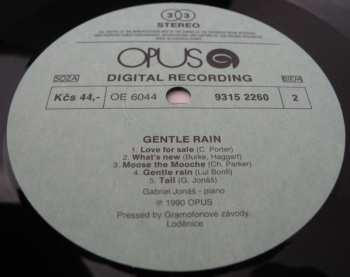 33
STEREO
OPUS
SOZA
DIGITAL RECORDING
BIEM
Kčs 44,-
OE 6044
9315 2260
2
GENTLE RAIN
1. Love for sale (C. Porter)
2. What's new (Burke, Haggart)
3. Moose the Mooche (Ch. Parker)
4. Gentle rain (Lui Bonfi)
5. Tail (G. Jonáš)
Gabriel Jonáš - piano
℗ 1990 OPUS
Pressed by Gramofonové závody,
Loděnice